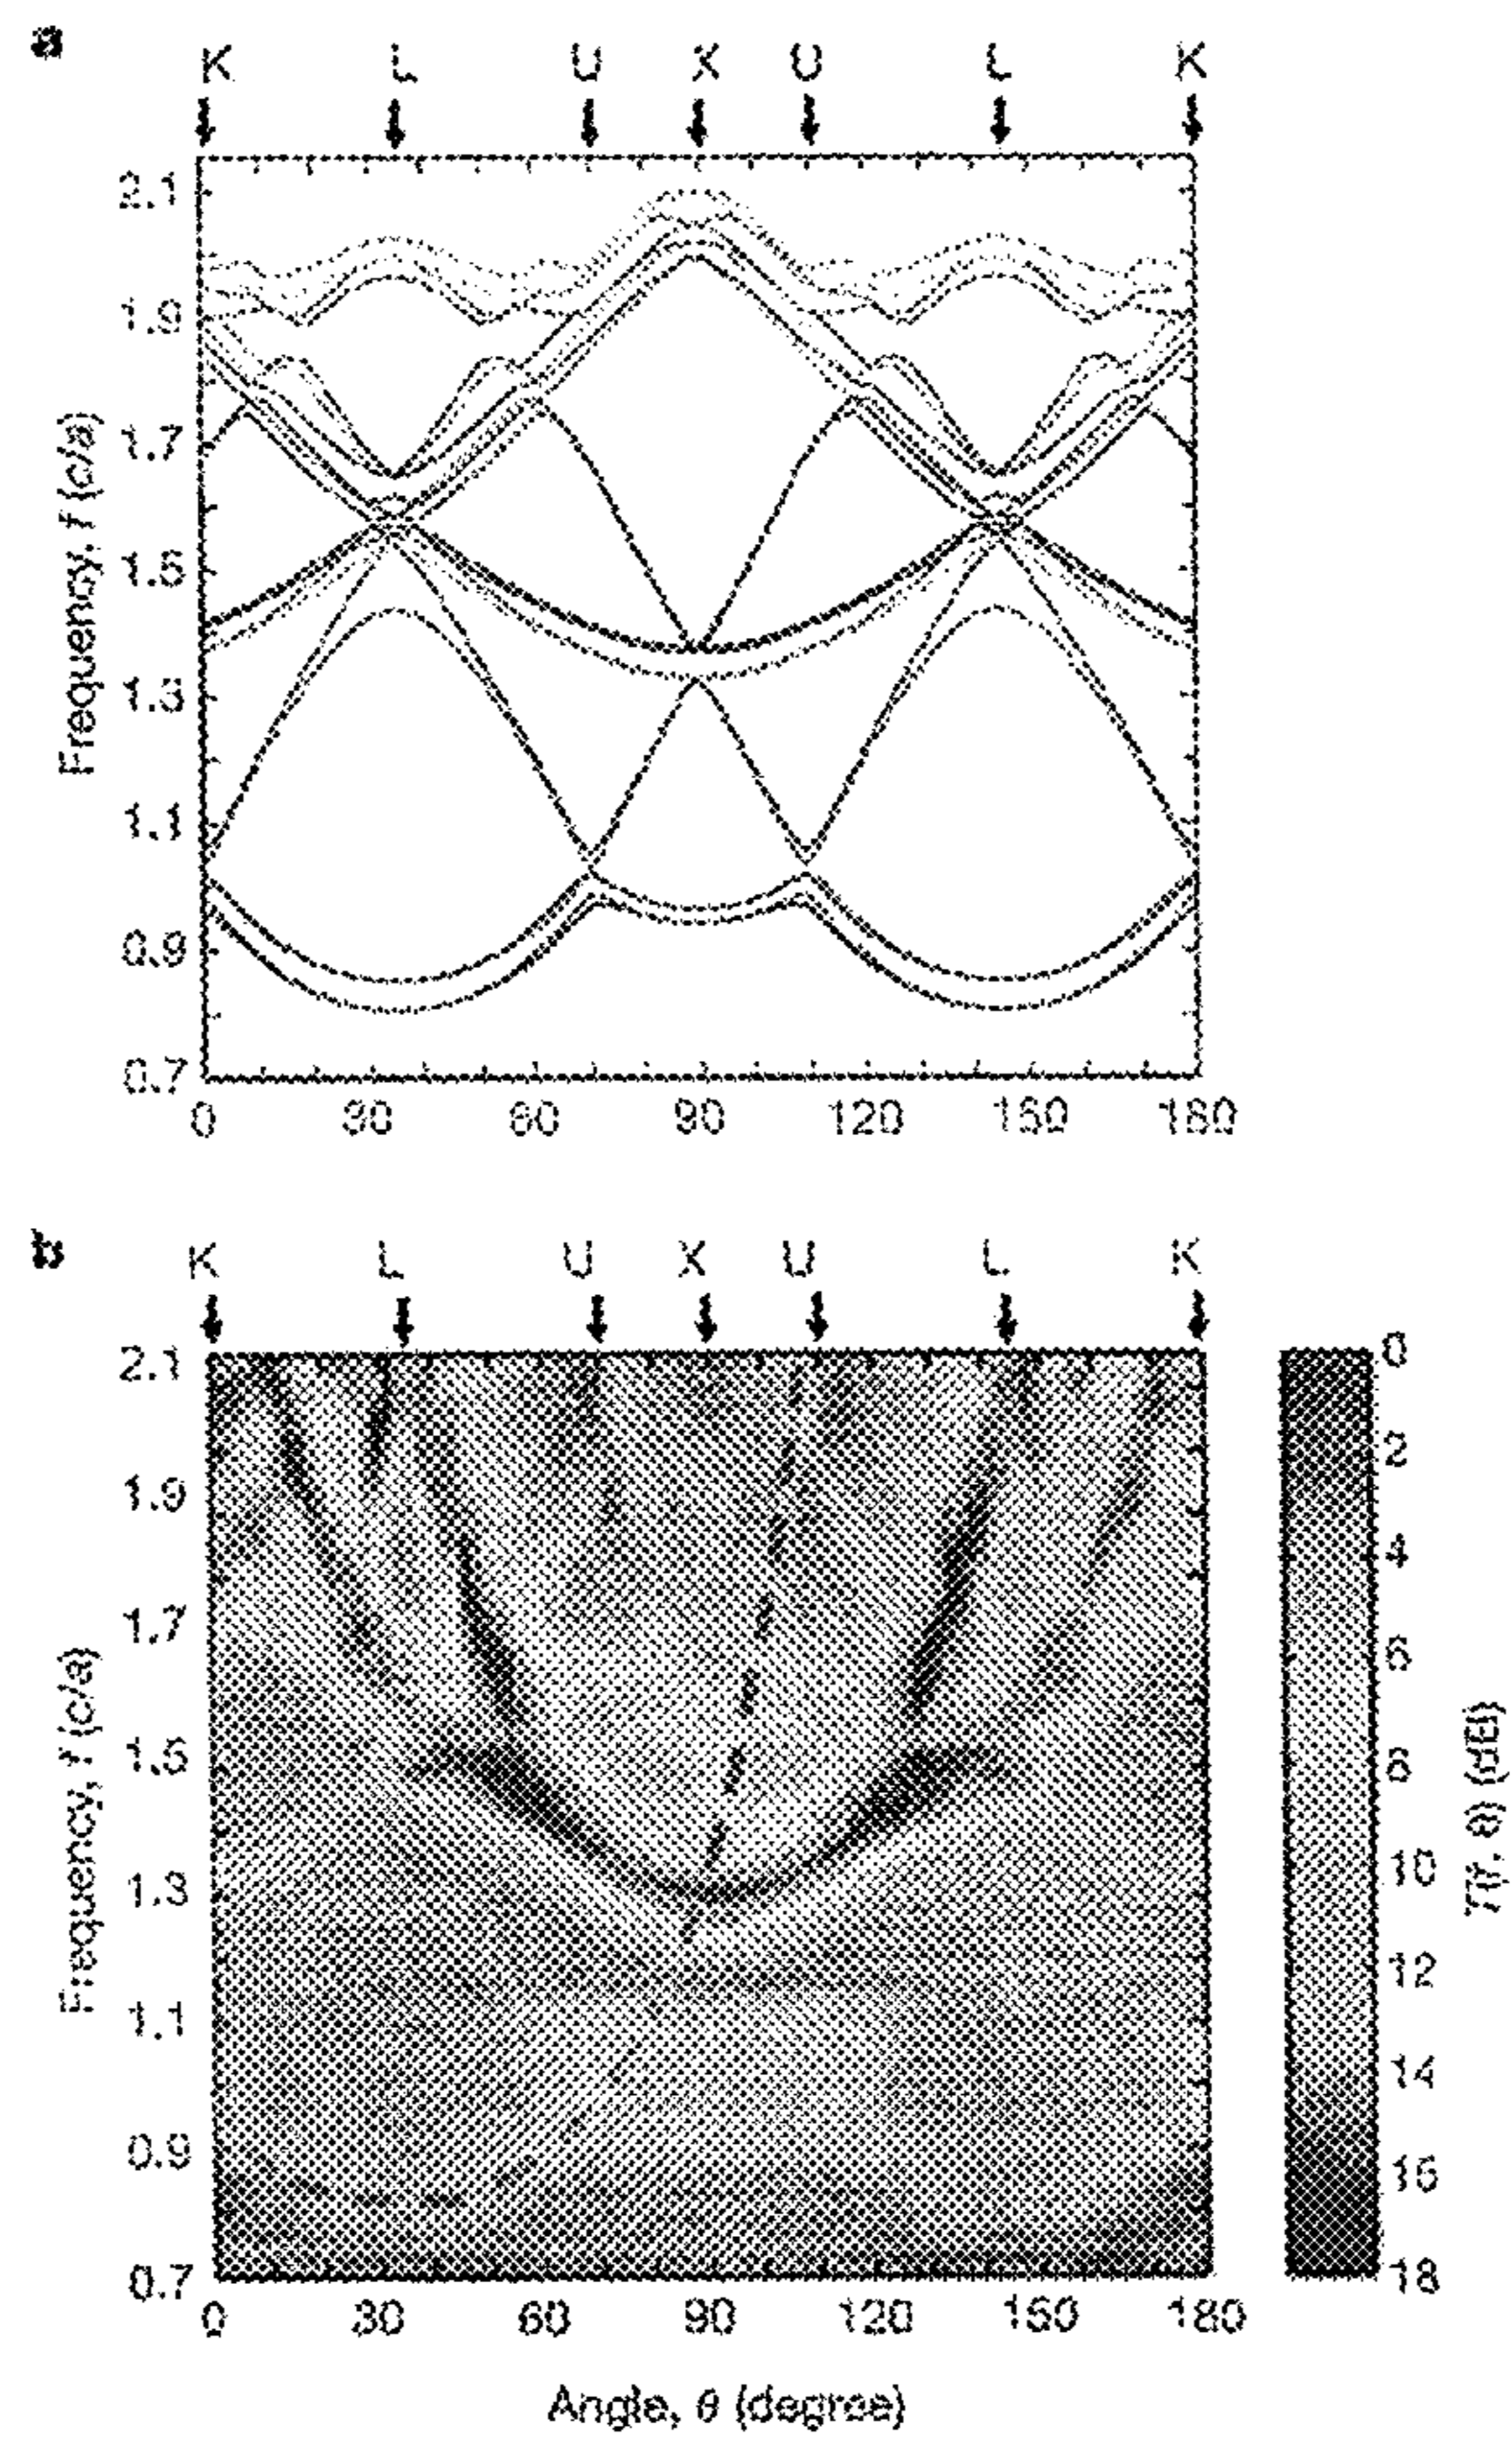 a
K L U X U L K
2.1
1.9
1.7
1.5
1.3
1.1
0.9
0.7
Frequency, f (c/a)
0 30 60 90 120 150 180
b
K L U X U L K
2.1
1.9
1.7
1.5
1.3
1.1
0.9
0.7
Frequency, f (c/a)
0 30 60 90 120 150 180
Angle, θ (degree)
0
2
4
6
8
10
12
14
16
18
T(f, θ) (dB)